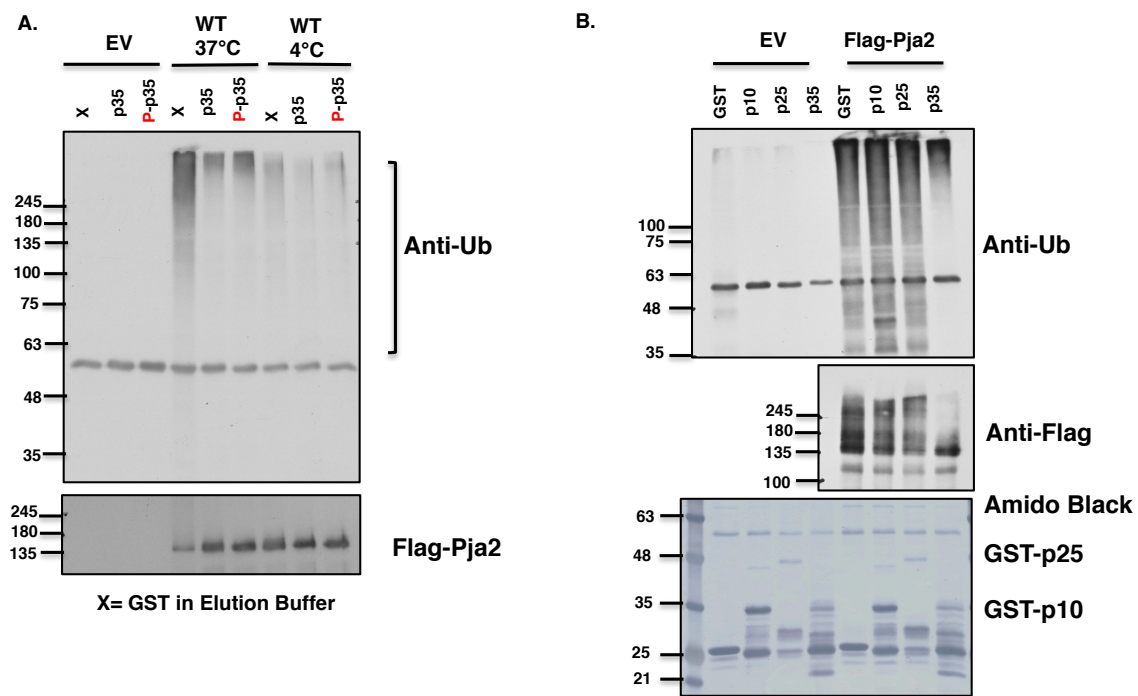 A.
EV
WT
37°C
WT
4°C
X
p35
P-p35
X
p35
P-p35
X
p35
P-p35
245
180
135
100
75
63
48
35
Anti-Ub
245
180
135
Flag-Pja2
X= GST in Elution Buffer
B.
EV
Flag-Pja2
GST
p10
p25
p35
GST
p10
p25
p35
100
75
63
48
35
Anti-Ub
245
180
135
100
Anti-Flag
Amido Black
63
48
35
25
21
GST-p25
GST-p10